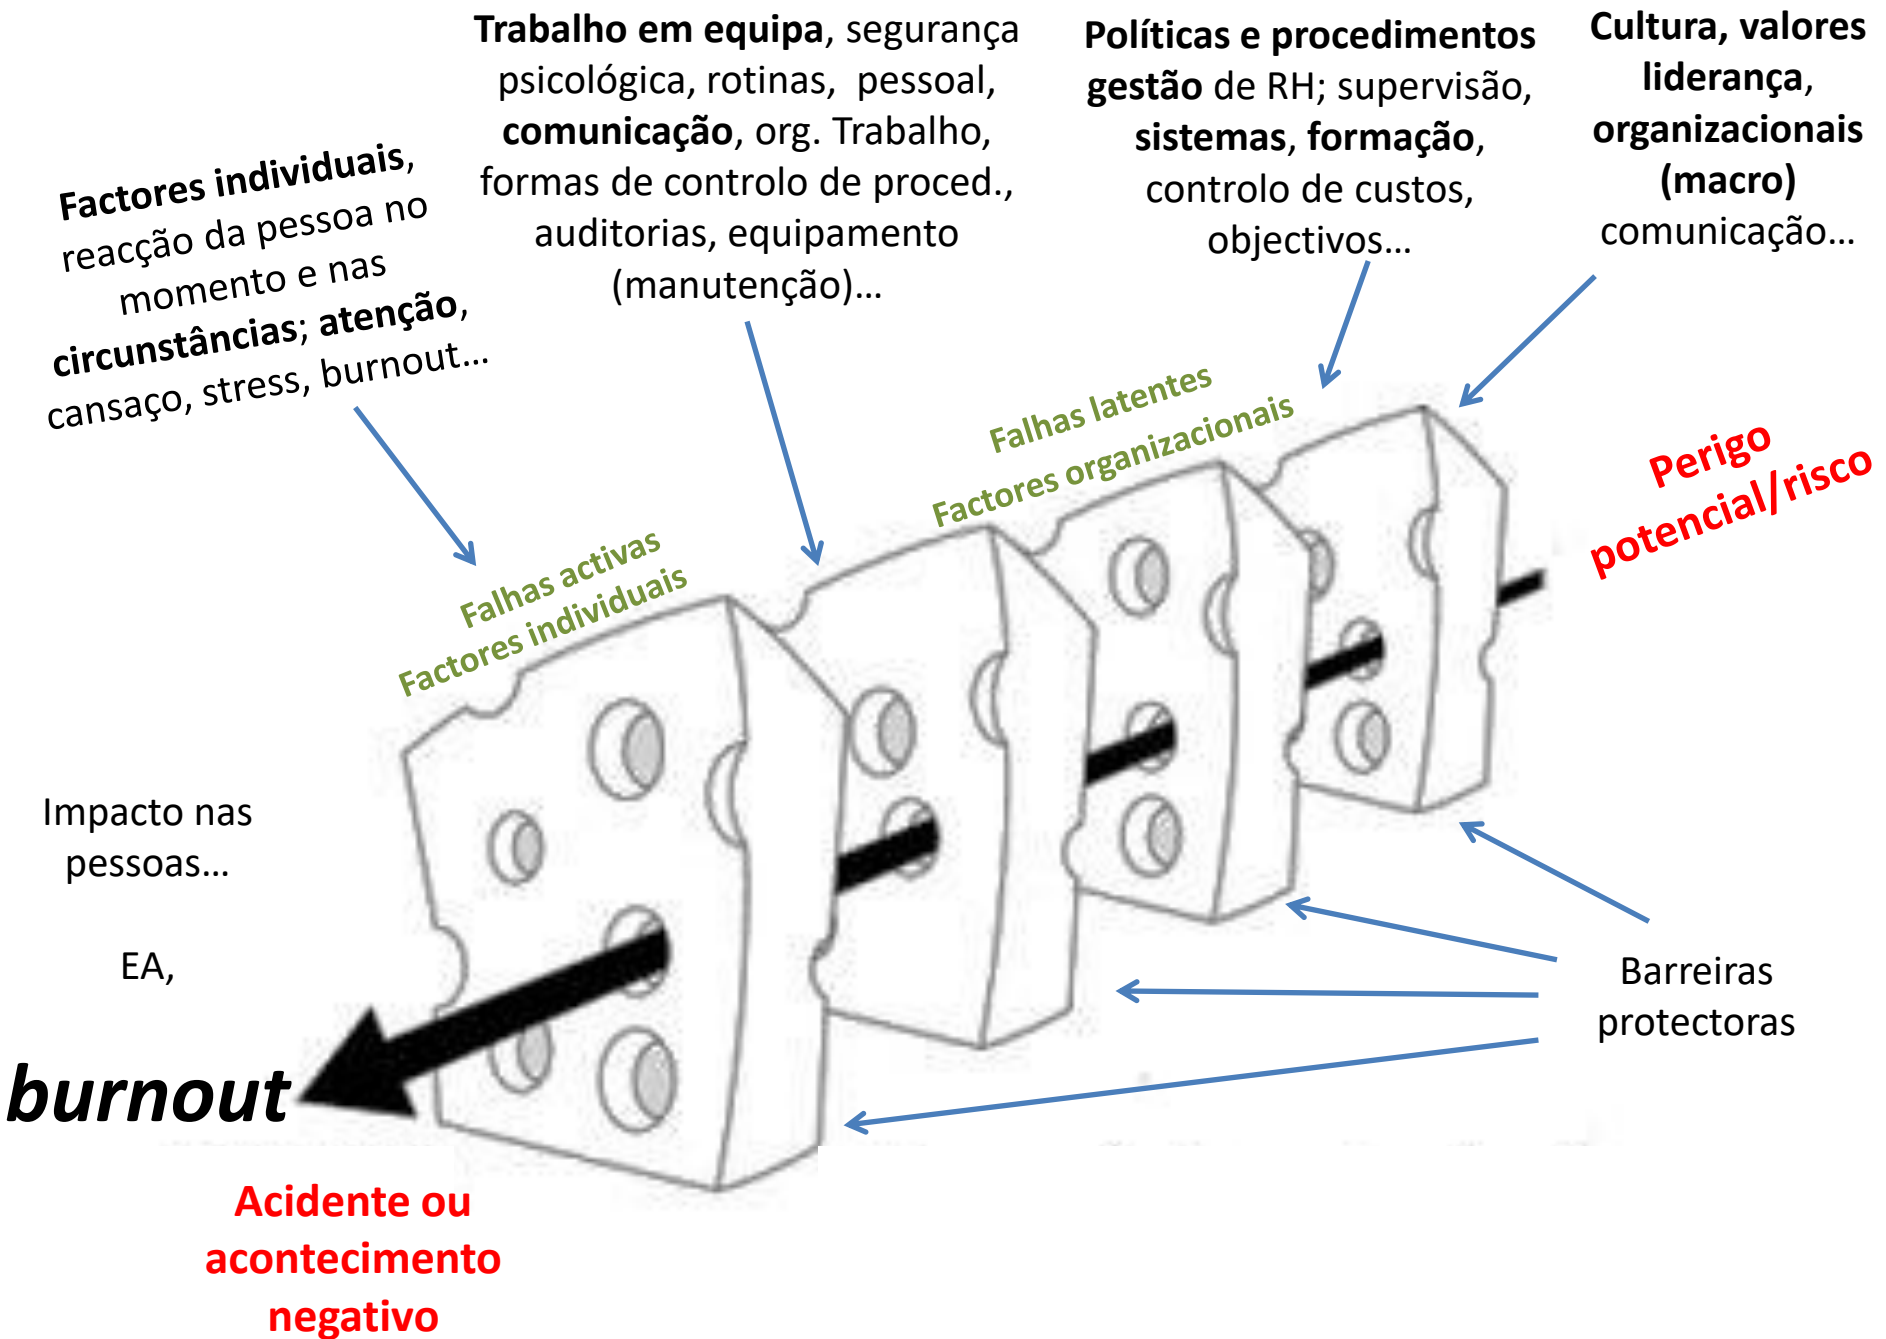 Factores individuais,
reacção da pessoa no
momento e nas
circunstâncias; atenção,
cansaço, stress, burnout...
Trabalho em equipa, segurança
psicológica, rotinas, pessoal,
comunicação, org. Trabalho,
formas de controlo de proced.,
auditorias, equipamento
(manutenção)...
Políticas e procedimentos
gestão de RH; supervisão,
sistemas, formação,
controlo de custos,
objectivos...
Cultura, valores
liderança,
organizacionais
(macro)
comunicação...
Falhas activas
Factores individuais
Falhas latentes
Factores organizacionais
Perigo
potencial/risco
Impacto nas
pessoas...
EA,
burnout
Barreiras
protectoras
Acidente ou
acontecimento
negativo